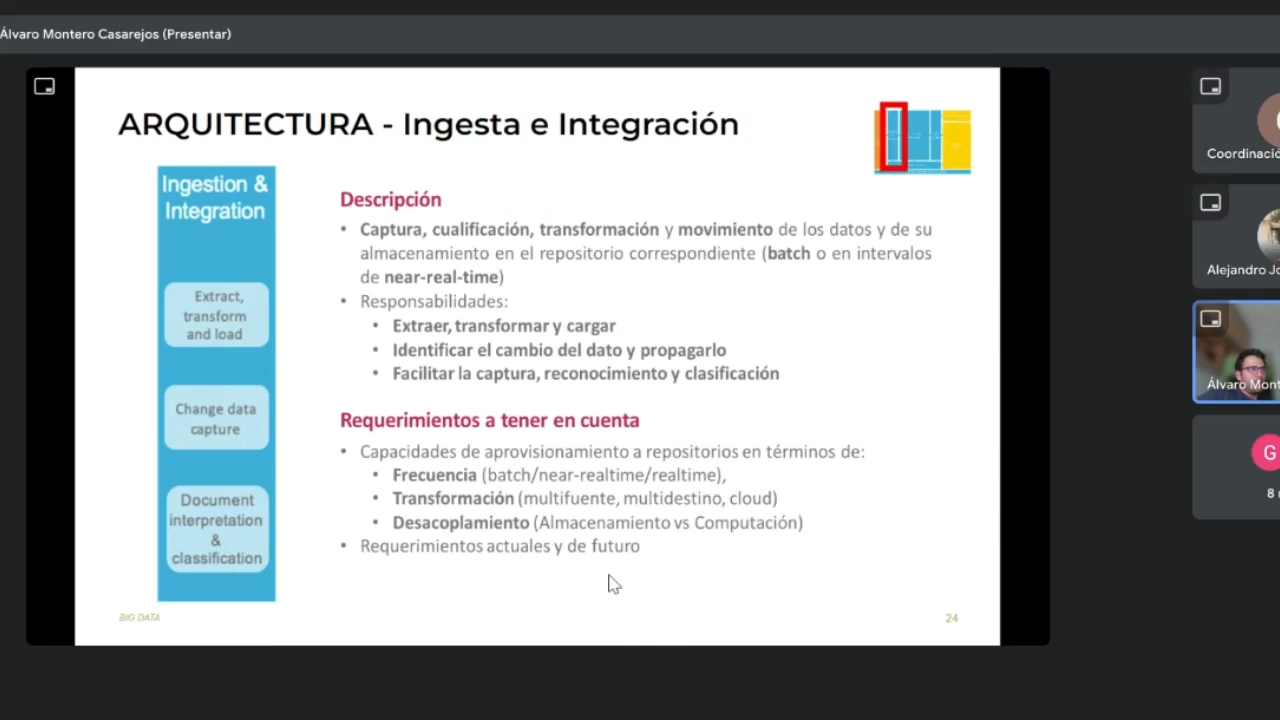 Álvaro Montero Casarejos (Presentar)
ARQUITECTURA - Ingesta e Integración
Ingestion &
Integration
Extract,
transform
and load
Change data
capture
Document
interpretation
&
classification
Descripción
• Captura, cualificación, transformación y movimiento de los datos y de su
almacenamiento en el repositorio correspondiente (batch o en intervalos
de near-real-time)
• Responsabilidades:
• Extraer, transformar y cargar
• Identificar el cambio del dato y propagarlo
• Facilitar la captura, reconocimiento y clasificación
Requerimientos a tener en cuenta
• Capacidades de aprovisionamiento a repositorios en términos de:
• Frecuencia (batch/near-realtime/realtime),
• Transformación (multifuente, multidestino, cloud)
• Desacoplamiento (Almacenamiento vs Computación)
• Requerimientos actuales y de futuro
BIG DATA
24
Coordinació
Alejandro Jo
Álvaro Mont
G
8